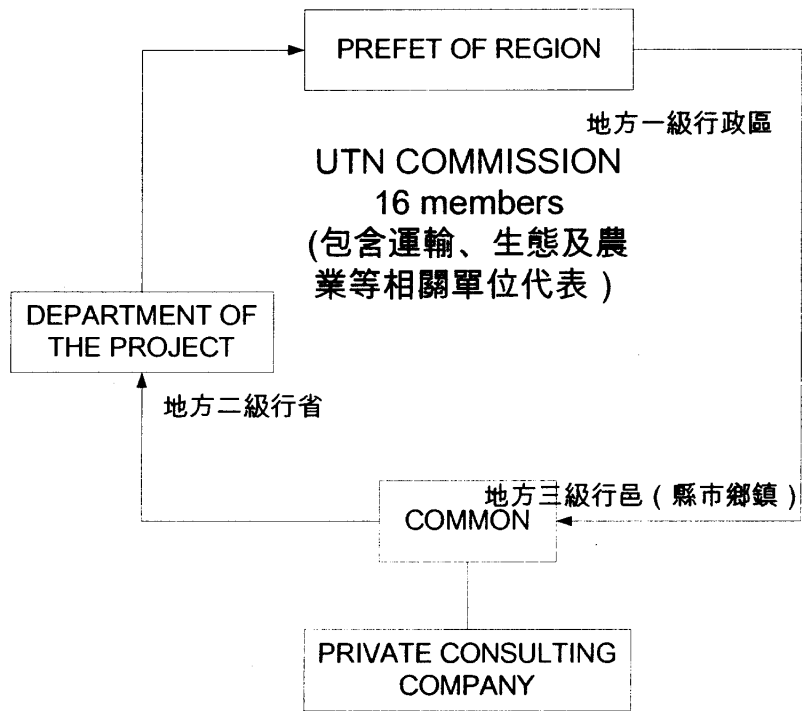 PREFET OF REGION
地方一級行政區
UTN COMMISSION
16 members
(包含運輸、生態及農
業等相關單位代表）
DEPARTMENT OF
THE PROJECT
地方二級行省
地方三級行邑（縣市鄉鎮）
COMMON
PRIVATE CONSULTING
COMPANY